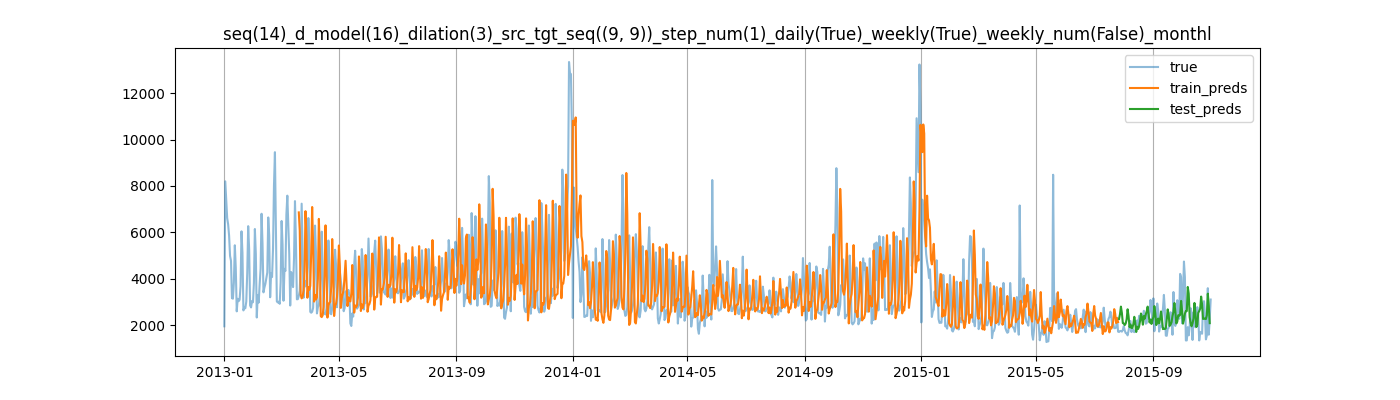 seq(14)_d_model(16)_dilation(3)_src_tgt_seq((9, 9))_step_num(1)_daily(True)_weekly(True)_weekly_num(False)_monthl
true
train_preds
test_preds
12000
10000
8000
6000
4000
2000
2013-01 2013-05 2013-09 2014-01 2014-05 2014-09 2015-01 2015-05 2015-09